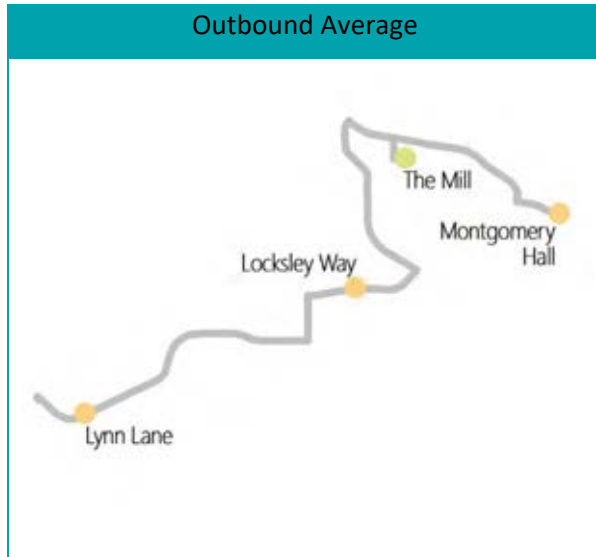 Outbound Average
The Mill
Montgomery
Hall
Locksley Way
Lynn Lane